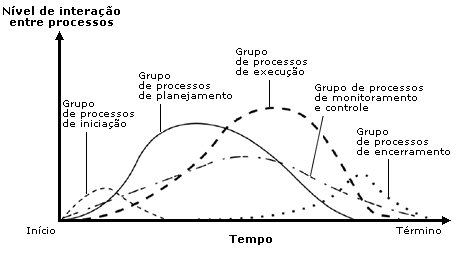 Nível de interação
entre processos
Grupo
de processos
de iniciação
Grupo
de processos
de planejamento
Grupo
de processos
de execução
Grupo de processos
de monitoramento
e controle
Grupo
de processos
de encerramento
Início
Tempo
Término